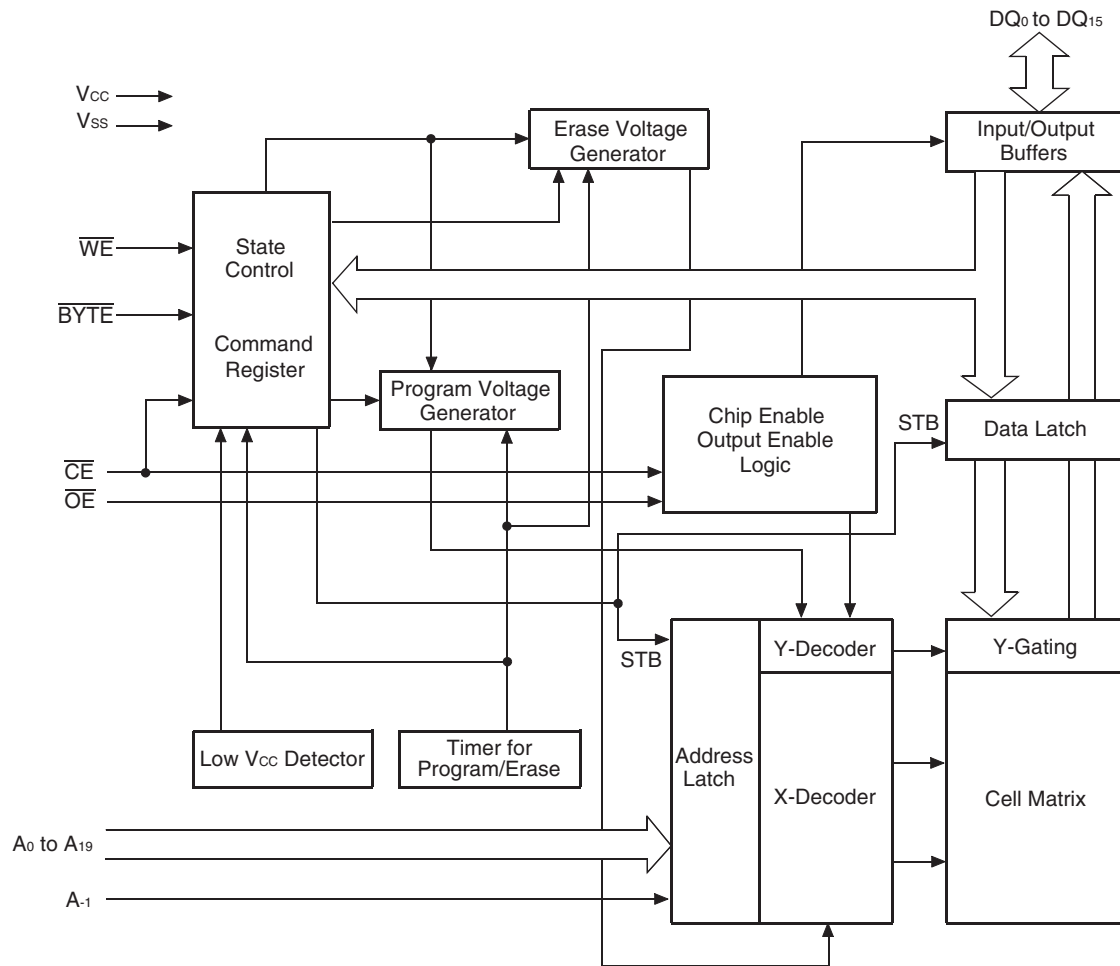 DQ0 to DQ15
VCC
VSS
Erase Voltage
Generator
Input/Output
Buffers
WE
State
Control
BYTE
Command
Register
Program Voltage
Generator
Chip Enable
Output Enable
Logic
STB
Data Latch
CE
OE
STB
Y-Decoder
Y-Gating
Low VCC Detector
Timer for
Program/Erase
Address
Latch
X-Decoder
Cell Matrix
A0 to A19
A-1